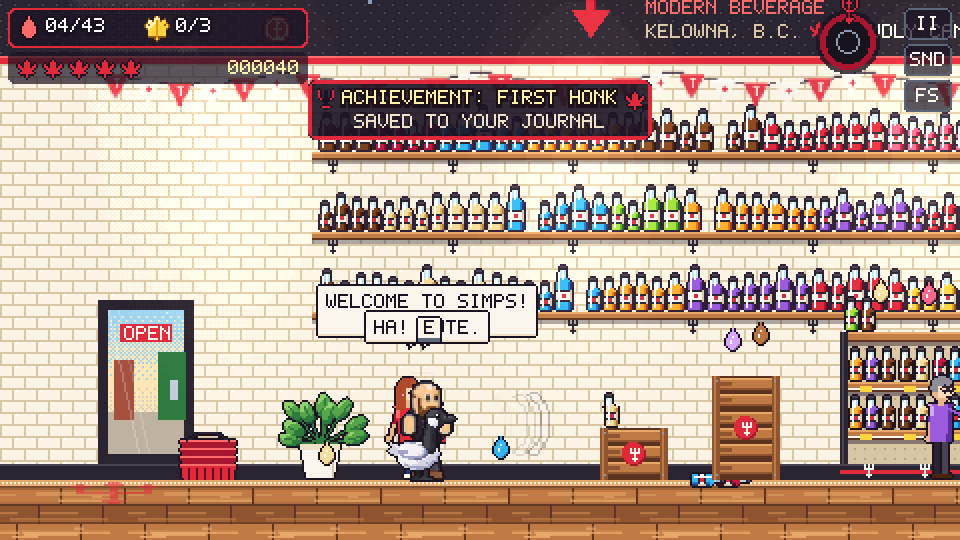 04/43
0/3
000040
MODERN BEVERAGE
KELOWNA, B.C.
II
SND
FS
ACHIEVEMENT: FIRST HONK
SAVED TO YOUR JOURNAL
WELCOME TO SIMPS!
HA!
E
OPEN